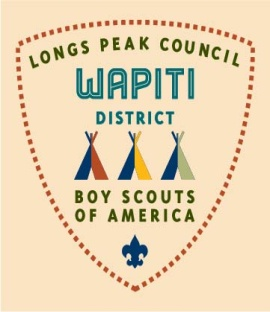 LONGS PEAK COUNCIL
WAPITI
DISTRICT
BOY SCOUTS
OF AMERICA